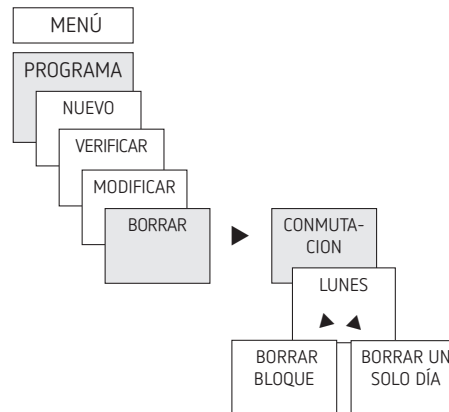 MENÚ
PROGRAMA
NUEVO
VERIFICAR
MODIFICAR
BORRAR
CONMUTA-
CION
LUNES
BORRAR
BLOQUE
BORRAR UN
SOLO DÍA